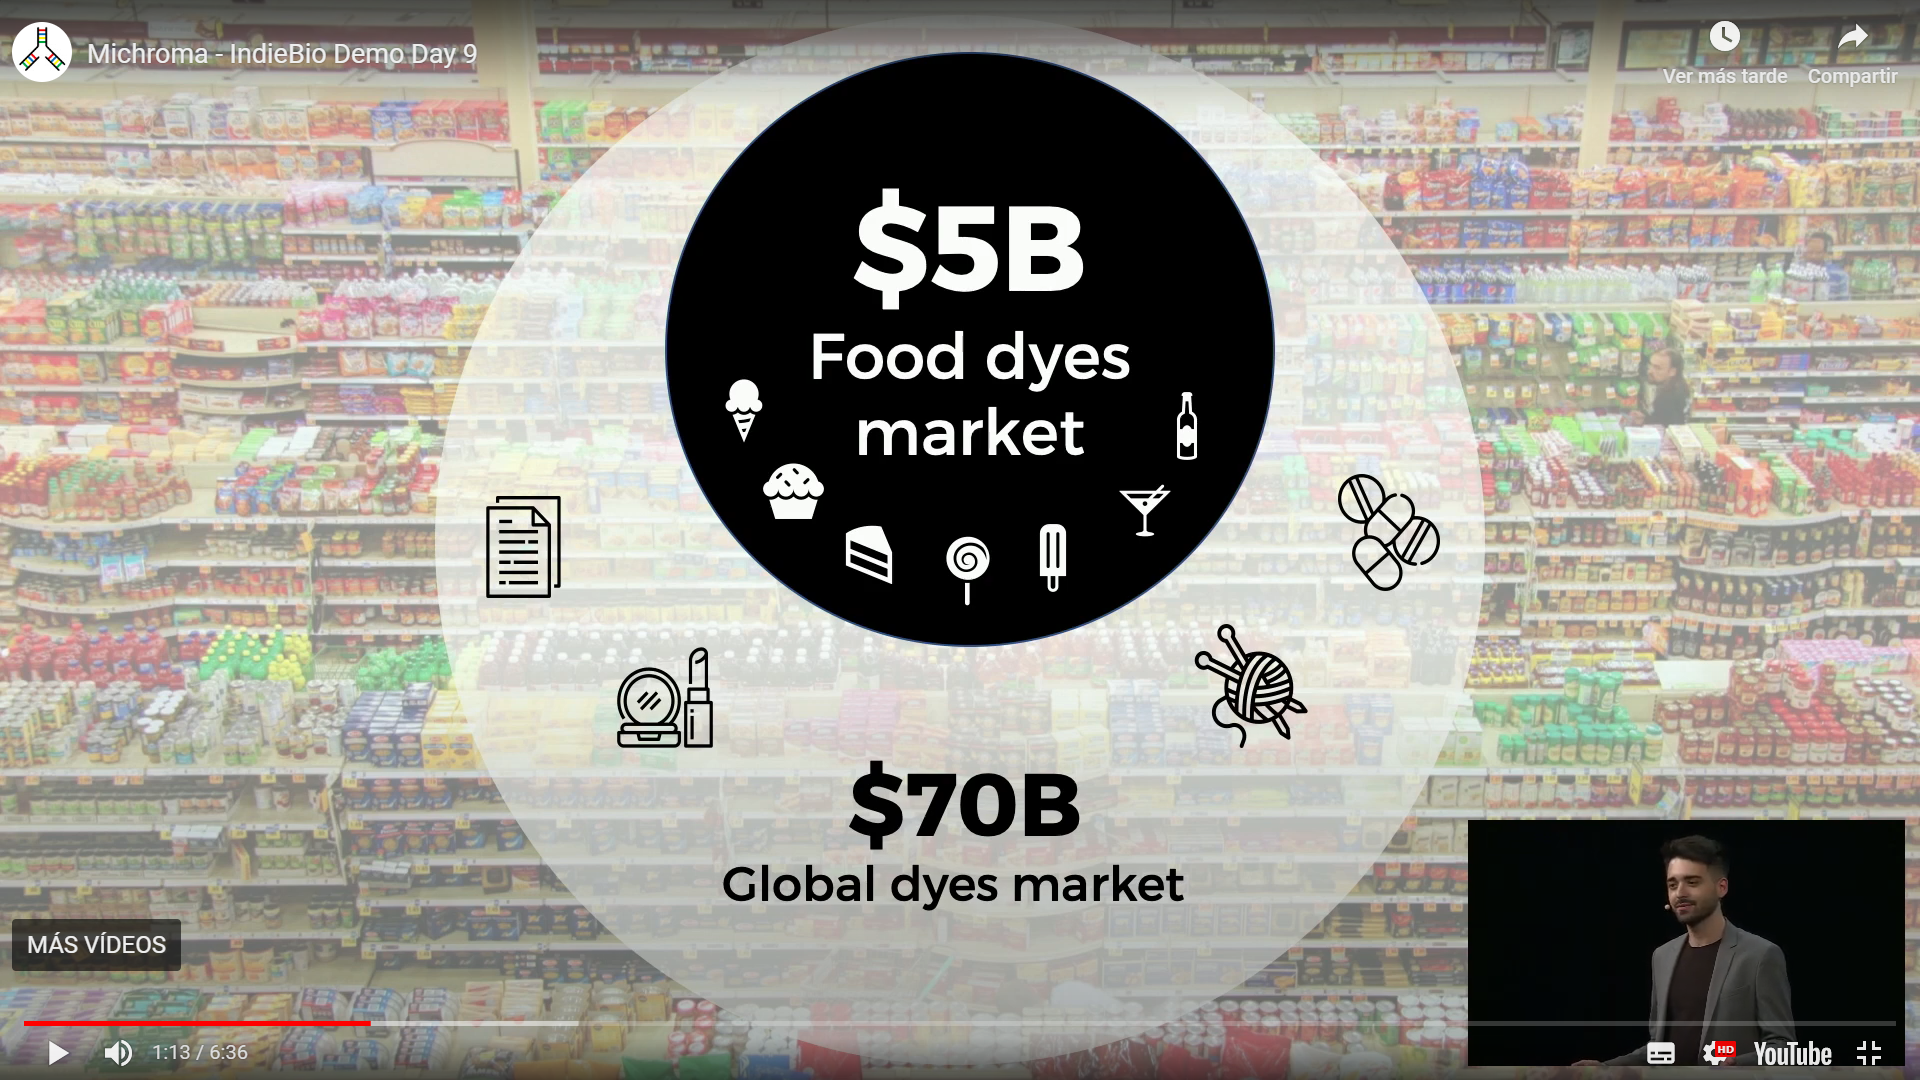 Michroma - IndieBio Demo Day 9
Ver más tarde
Compartir
$5B
Food dyes
market
$70B
Global dyes market
MÁS VÍDEOS
1:13 / 6:36
HD
YouTube